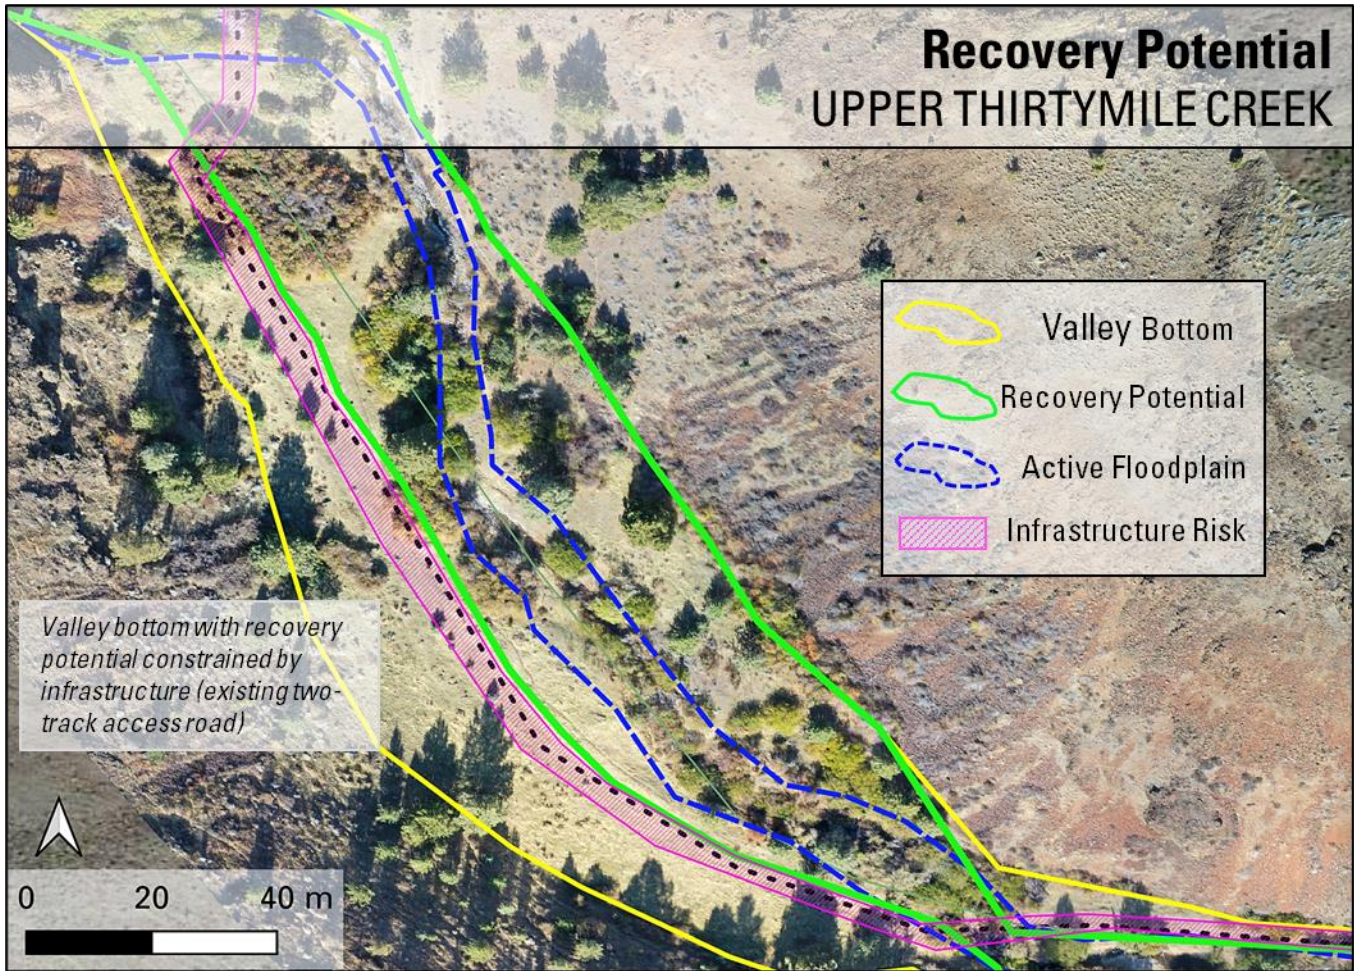 Recovery Potential
UPPER THIRTYMILE CREEK
Valley Bottom
Recovery Potential
Active Floodplain
Infrastructure Risk
Valley bottom with recovery
potential constrained by
infrastructure (existing two-
track access road)
0 20 40 m